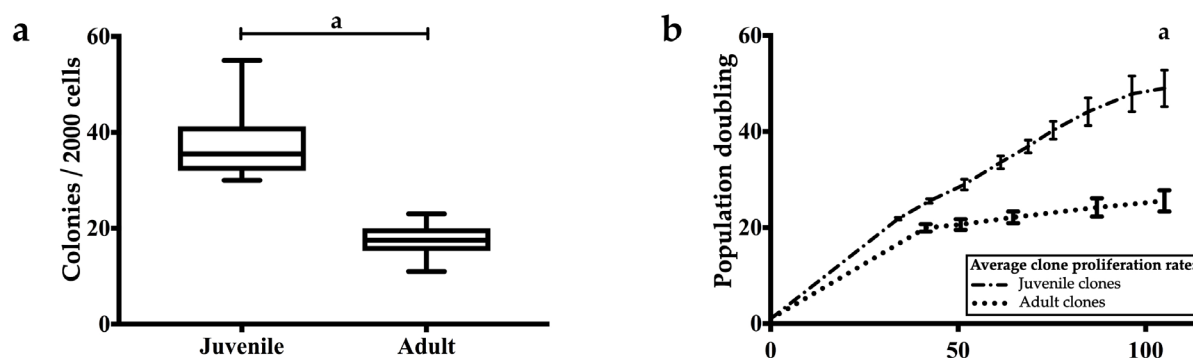 a
a
Colonies / 2000 cells
60
40
20
0
Juvenile
Adult
b
a
Population doubling
60
40
20
0
0
50
100
Average clone proliferation rate:
Juvenile clones
Adult clones